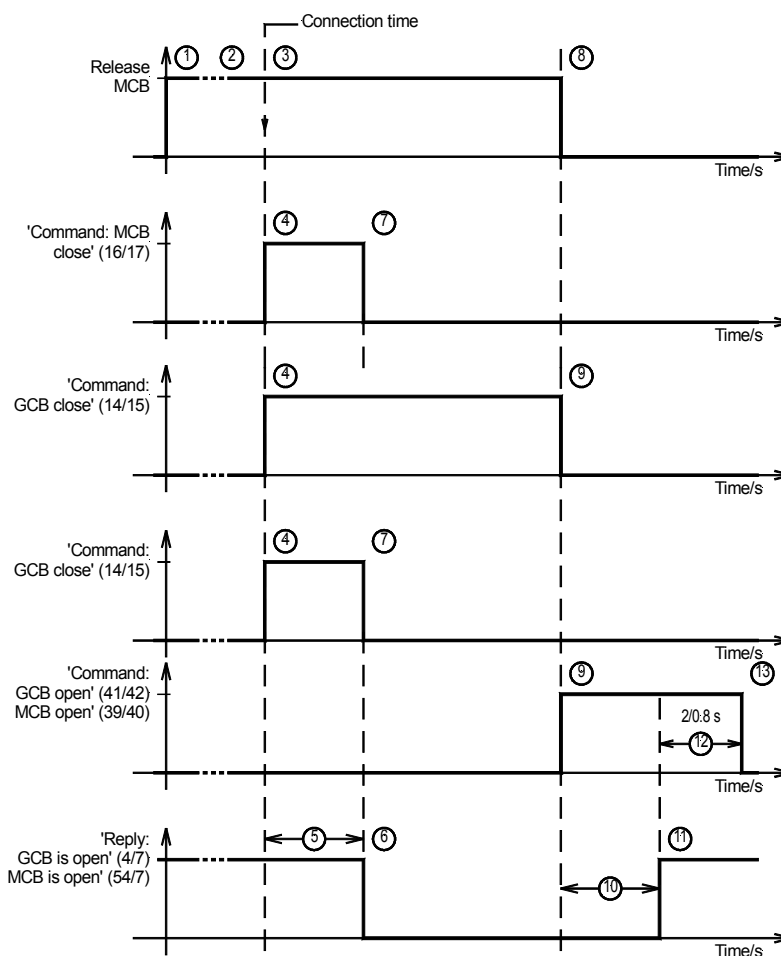 Connection time
1 2 3 8
Release
MCB
Time/s
4 7
'Command: MCB
close' (16/17)
Time/s
4 9
'Command:
GCB close' (14/15)
Time/s
4 7
'Command:
GCB close' (14/15)
Time/s
9 13
'Command:
GCB open' (41/42)
MCB open' (39/40)
2/0.8 s
12
Time/s
'Reply:
GCB is open' (4/7)
MCB is open' (54/7)
5 6 11
10
Time/s